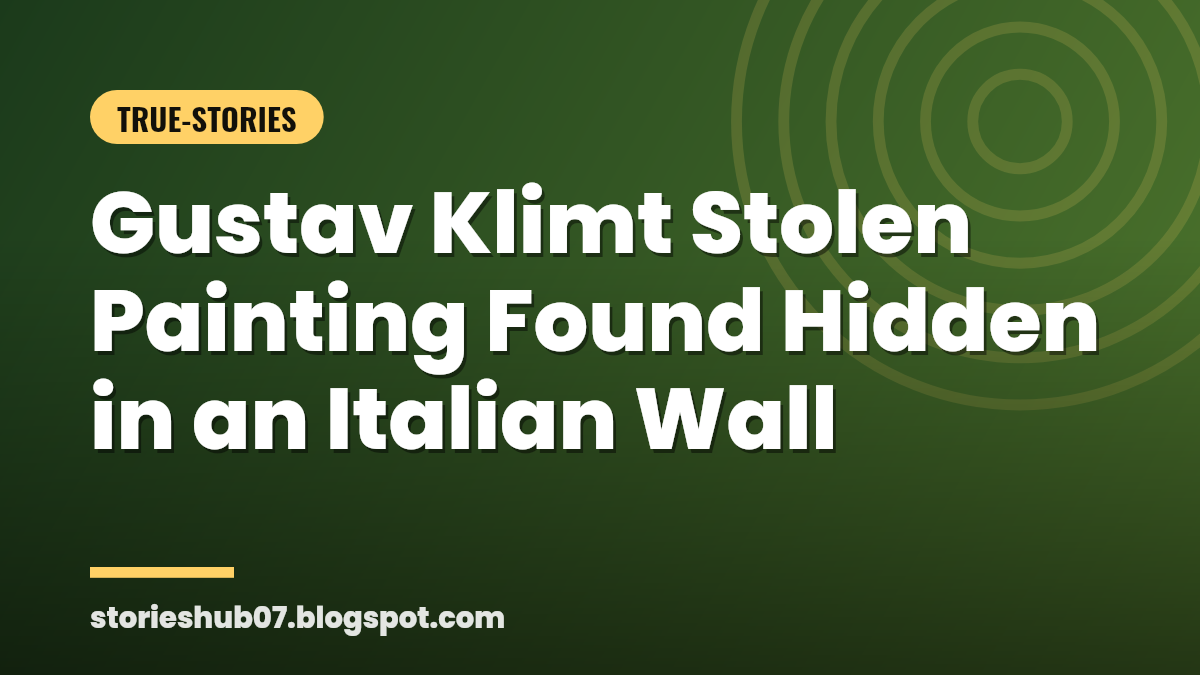 TRUE-STORIES
Gustav Klimt Stolen
Painting Found Hidden
in an Italian Wall
storieshub07.blogspot.com